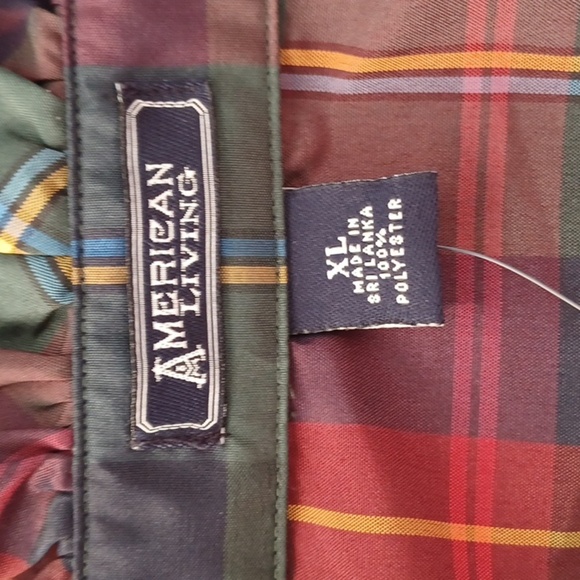 AMERICAN
LIVING
XL
MADE IN
SRI LANKA
100%
POLYESTER